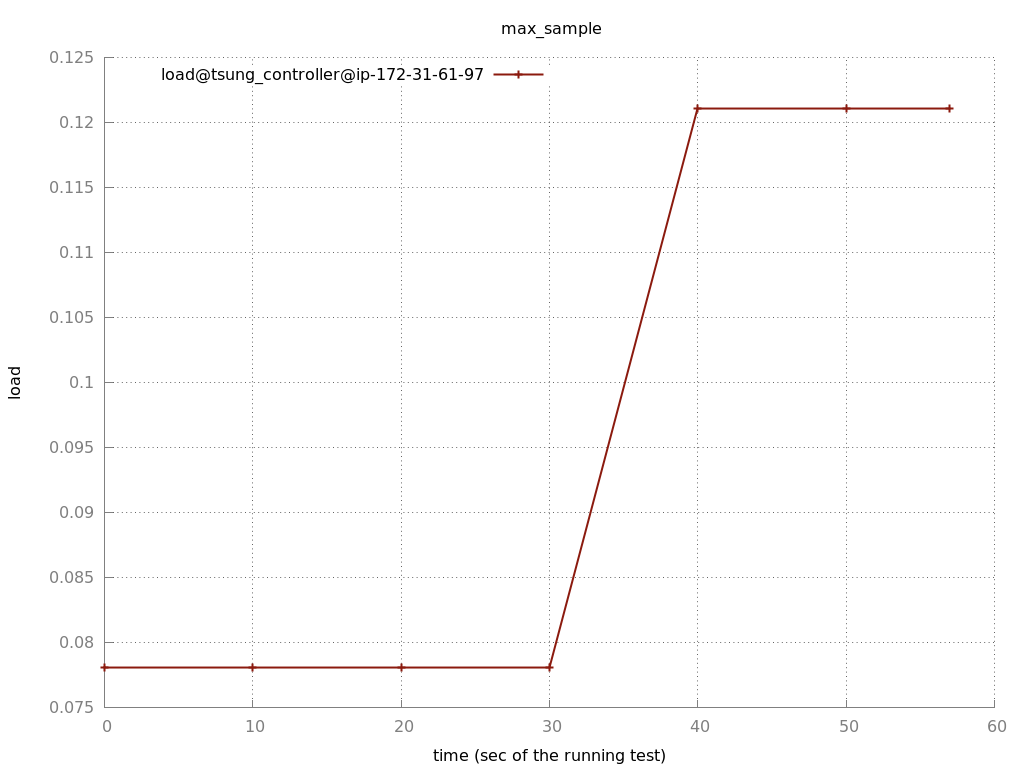 max_sample
load@tsung_controller@ip-172-31-61-97
0.125
0.12
0.115
0.11
0.105
0.1
0.095
0.09
0.085
0.08
0.075
load
0 10 20 30 40 50 60
time (sec of the running test)